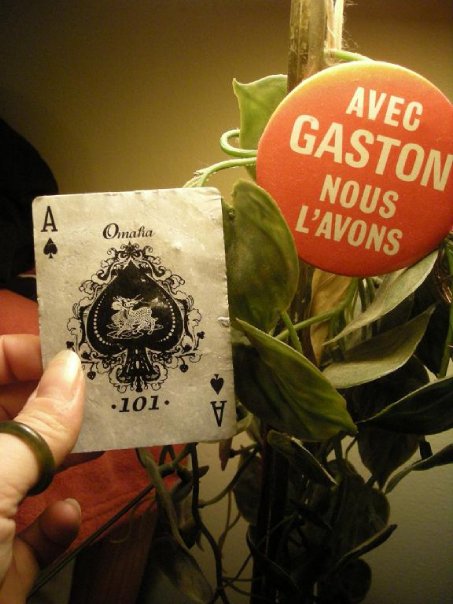 A
Omaha
·101·
A
AVEC
GASTON
NOUS
L'AVONS